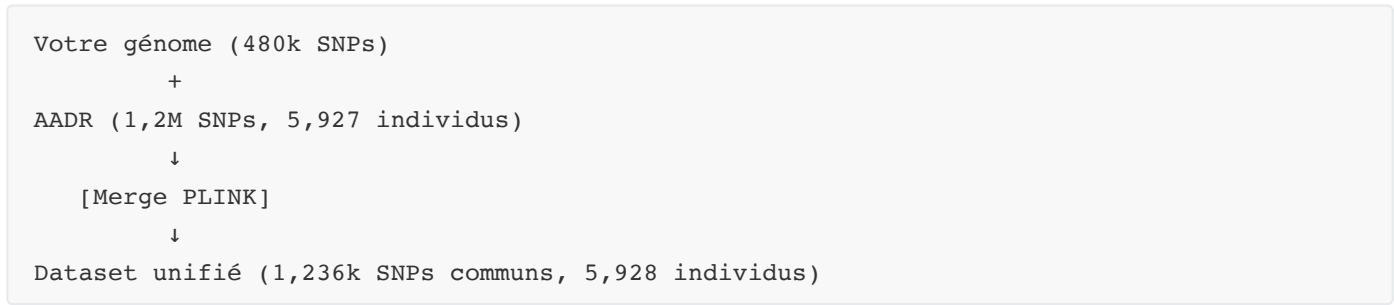 Votre génome (480k SNPs)
+
AADR (1,2M SNPs, 5,927 individus)
↓
[Merge PLINK]
↓
Dataset unifié (1,236k SNPs communs, 5,928 individus)